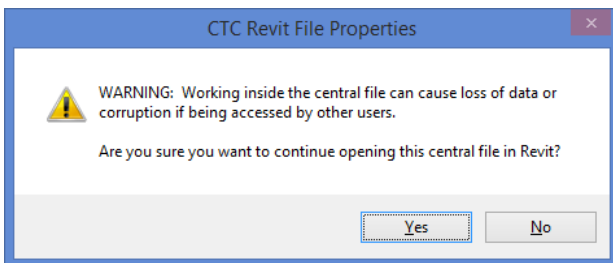 CTC Revit File Properties
WARNING:  Working inside the central file can cause loss of data or
corruption if being accessed by other users.
Are you sure you want to continue opening this central file in Revit?
Yes
No